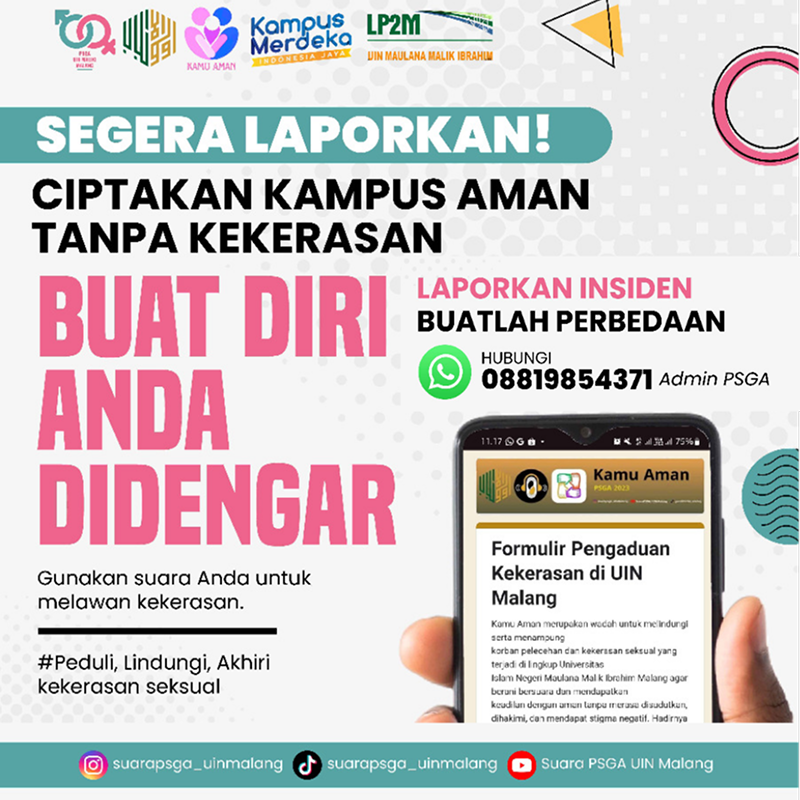 PSGA
UIN MAULANA
MALANG
KAMU AMAN
Kampus
Merdeka
INDONESIA JAYA
LP2M
UIN MAULANA MALIK IBRAHIM
SEGERA LAPORKAN!
CIPTAKAN KAMPUS AMAN
TANPA KEKERASAN
BUAT DIRI
ANDA
DIDENGAR
LAPORKAN INSIDEN
BUATLAH PERBEDAAN
HUBUNGI
08819854371 Admin PSGA
Gunakan suara Anda untuk
melawan kekerasan.
#Peduli, Lindungi, Akhiri
kekerasan seksual
11.17
75%
Kamu Aman
PSGA 2023
Formulir Pengaduan
Kekerasan di UIN
Malang
Kamu Aman merupakan wadah untuk melindungi
serta menampung
korban pelecehan dan kekerasan seksual yang
terjadi di lingkup Universitas
Islam Negeri Maulana Malik Ibrahim Malang agar
berani bersuara dan mendapatkan
keadilan dengan aman tanpa merasa disudutkan,
dihakimi, dan mendapat stigma negatif. Hadirnya
suarapsga_uinmalang
suarapsga_uinmalang
Suara PSGA UIN Malang